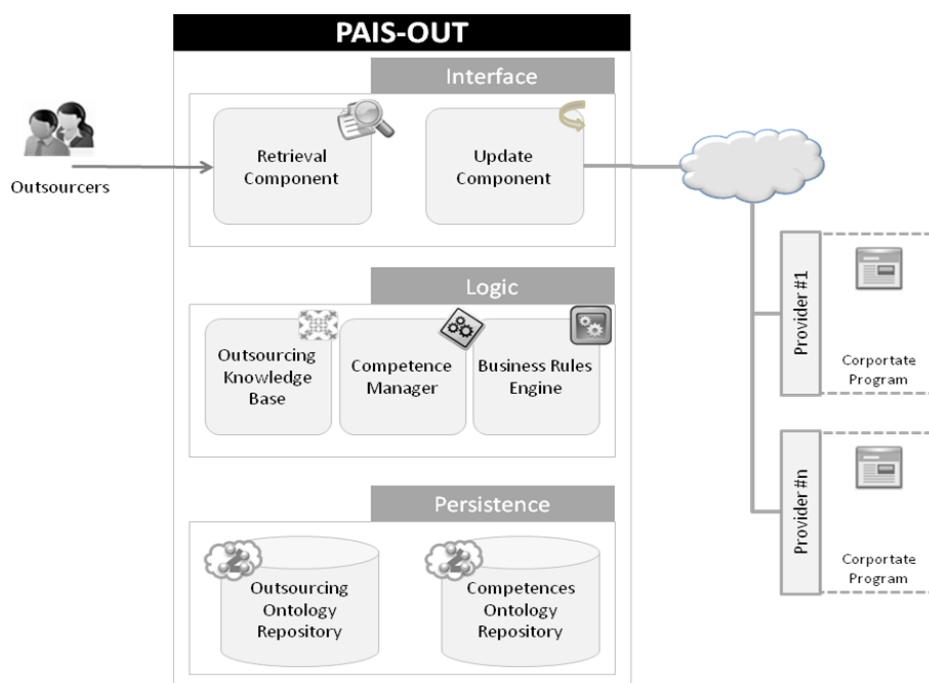 PAIS-OUT
Interface
Retrieval
Component
Update
Component
Outsourcers
Logic
Outsourcing
Knowledge
Base
Competence
Manager
Business Rules
Engine
Persistence
Outsourcing
Ontology
Repository
Competences
Ontology
Repository
Provider #1
Corportate
Program
Provider #n
Corportate
Program